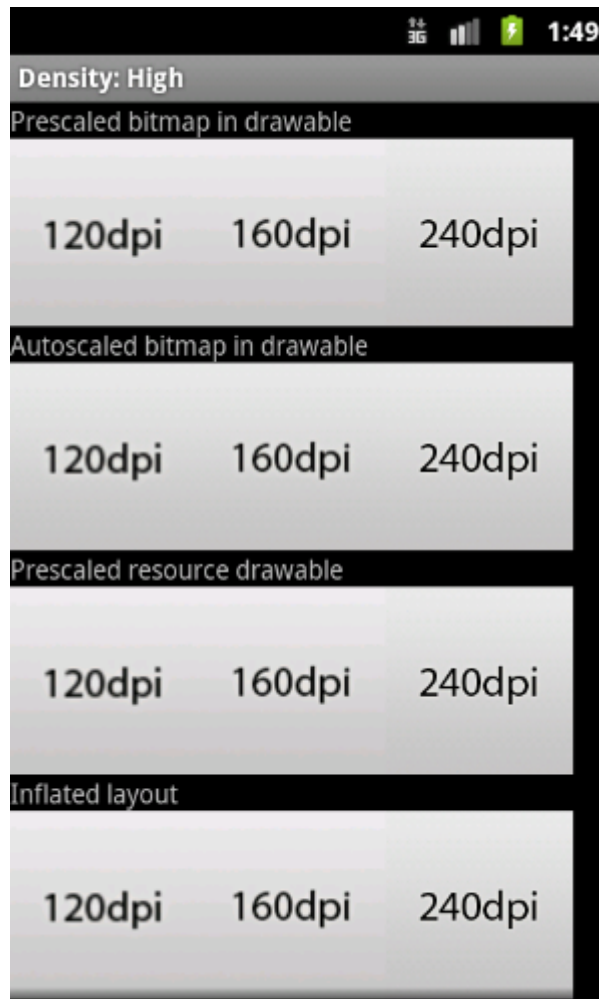 3G 1:49
Density: High
Prescaled bitmap in drawable
120dpi 160dpi 240dpi
Autoscaled bitmap in drawable
120dpi 160dpi 240dpi
Prescaled resource drawable
120dpi 160dpi 240dpi
Inflated layout
120dpi 160dpi 240dpi